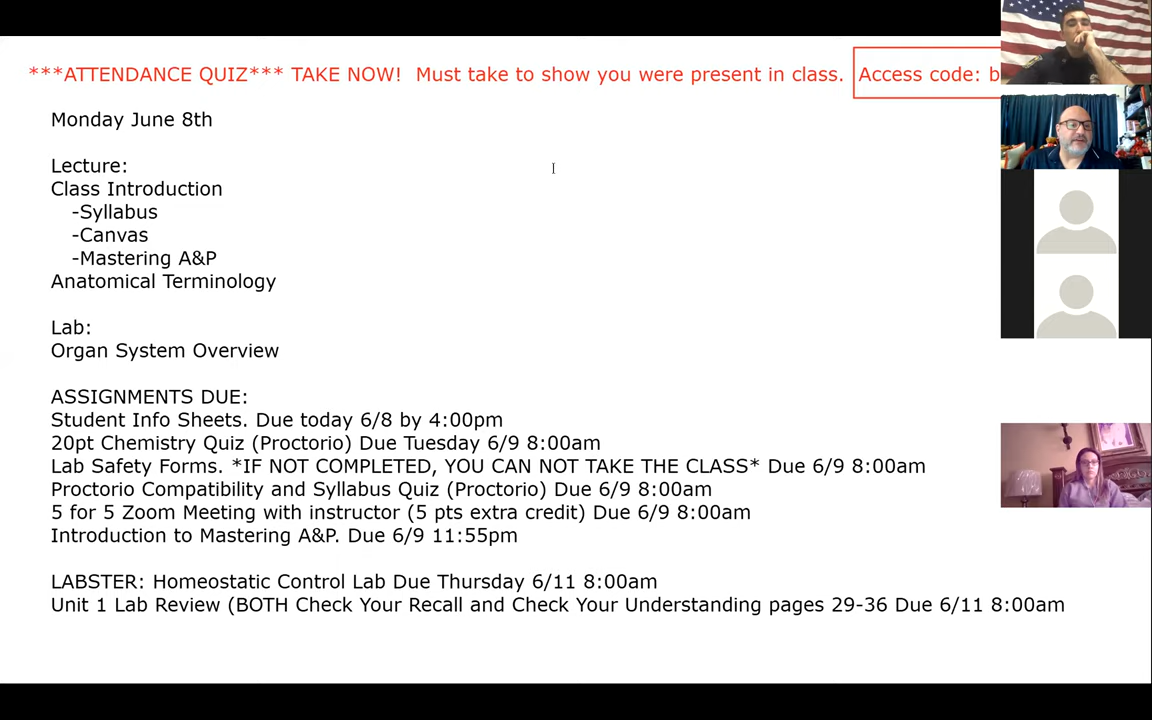 ***ATTENDANCE QUIZ*** TAKE NOW! Must take to show you were present in class. Access code:
Monday June 8th
Lecture:
Class Introduction
-Syllabus
-Canvas
-Mastering A&P
Anatomical Terminology
Lab:
Organ System Overview
ASSIGNMENTS DUE:
Student Info Sheets. Due today 6/8 by 4:00pm
20pt Chemistry Quiz (Proctorio) Due Tuesday 6/9 8:00am
Lab Safety Forms. *IF NOT COMPLETED, YOU CAN NOT TAKE THE CLASS* Due 6/9 8:00am
Proctorio Compatibility and Syllabus Quiz (Proctorio) Due 6/9 8:00am
5 for 5 Zoom Meeting with instructor (5 pts extra credit) Due 6/9 8:00am
Introduction to Mastering A&P. Due 6/9 11:55pm
LABSTER: Homeostatic Control Lab Due Thursday 6/11 8:00am
Unit 1 Lab Review (BOTH Check Your Recall and Check Your Understanding pages 29-36 Due 6/11 8:00am